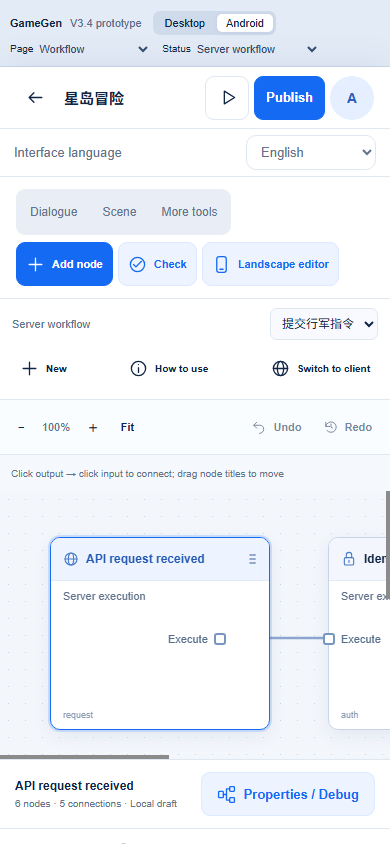 GameGen V3.4 prototype Desktop Android
Page Workflow Status Server workflow
星岛冒险 Publish A
Interface language English
Dialogue Scene More tools
Add node Check Landscape editor
Server workflow 提交行军指令
New How to use Switch to client
- 100% + Fit Undo Redo
Click output → click input to connect; drag node titles to move
API request received
Server execution
Execute
request
Server ex
Execute
auth
API request received
6 nodes · 5 connections · Local draft
Properties / Debug